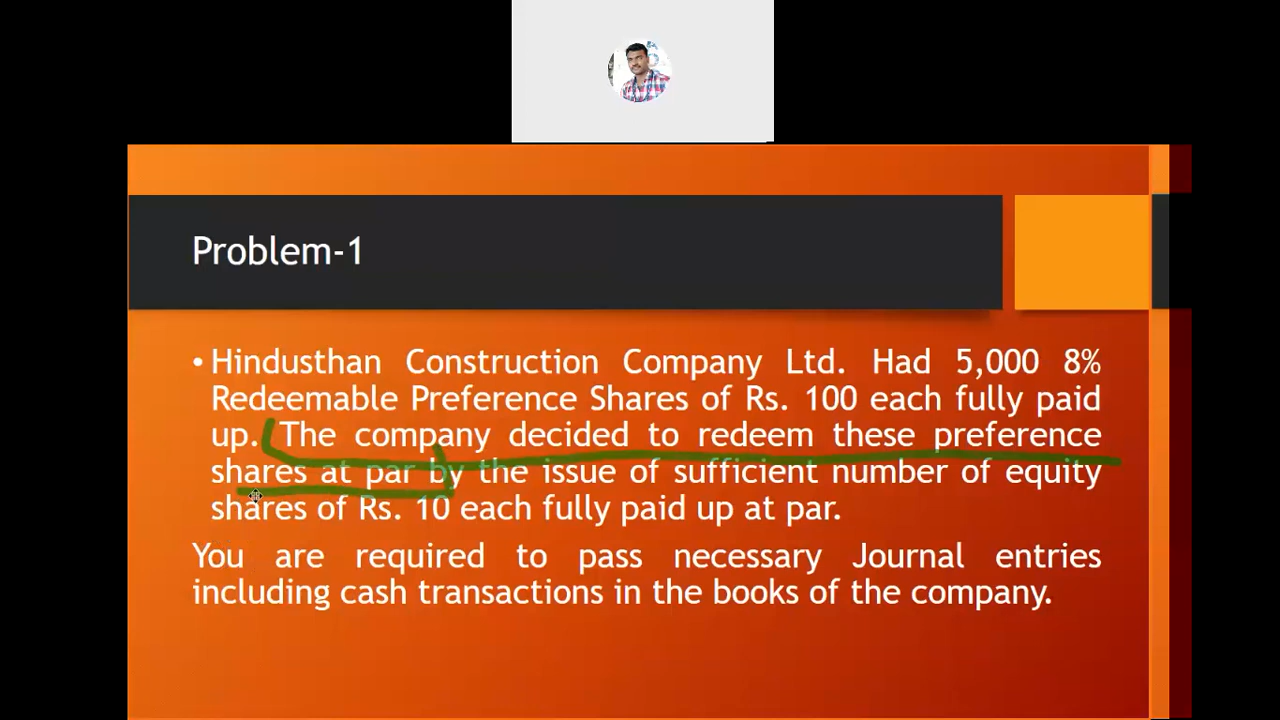 Problem-1
• Hindusthan Construction Company Ltd. Had 5,000 8%
Redeemable Preference Shares of Rs. 100 each fully paid
up. The company decided to redeem these preference
shares at par by the issue of sufficient number of equity
shares of Rs. 10 each fully paid up at par.
You are required to pass necessary Journal entries
including cash transactions in the books of the company.